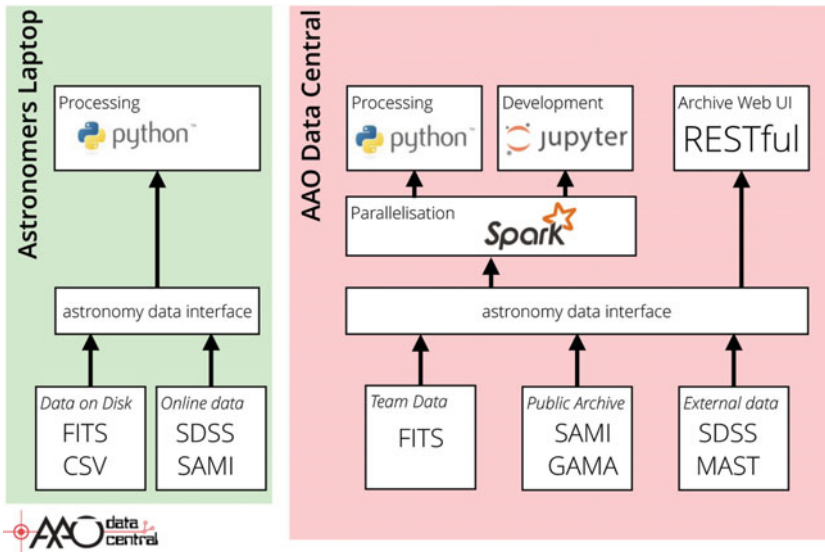 Astronomers Laptop
Processing
python™
astronomy data interface
Data on Disk
FITS
CSV
Online data
SDSS
SAMI
AAO Data Central
Processing
python™
Development
jupyter
Archive Web UI
RESTful
Parallelisation
Spark
astronomy data interface
Team Data
FITS
Public Archive
SAMI
GAMA
External data
SDSS
MAST
AAO data
central